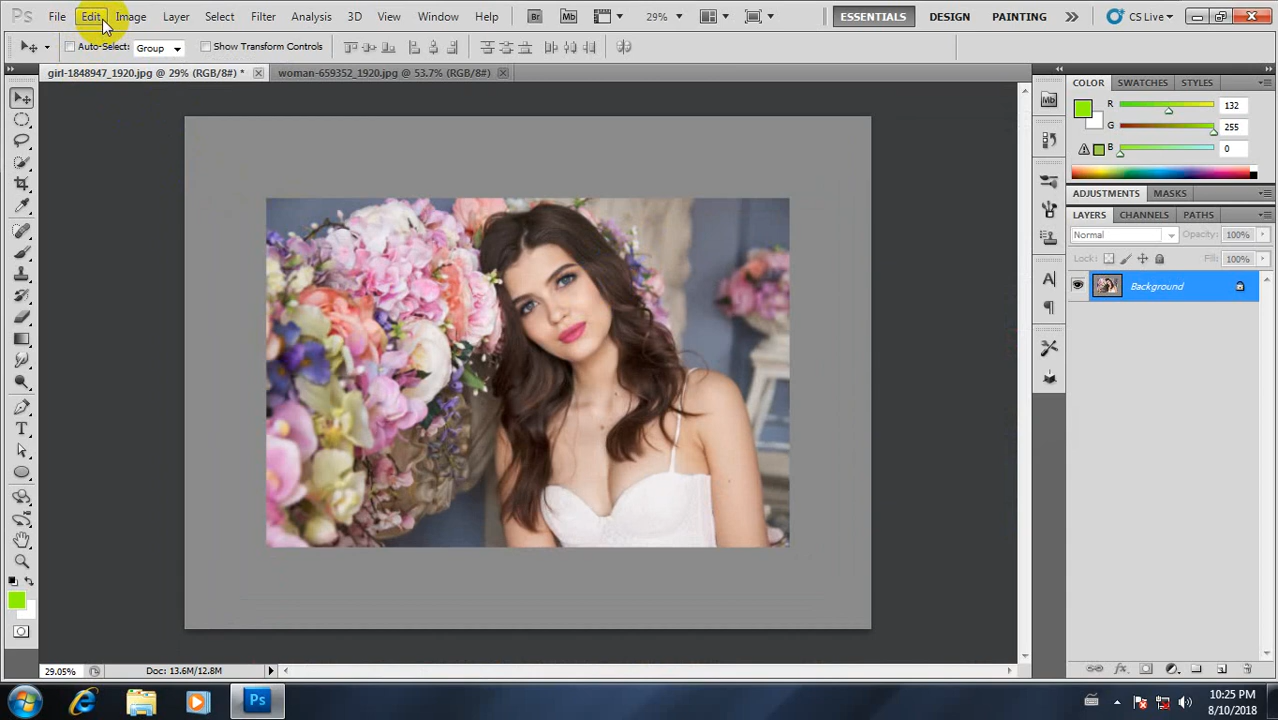 Ps File Edit Image Layer Select Filter Analysis 3D View Window Help Br Mb 29% ESSENTIALS DESIGN PAINTING CS Live
Auto-Select: Group Show Transform Controls
girl-1848947_1920.jpg @ 29% (RGB/8#) * woman-659352_1920.jpg @ 53.7% (RGB/8#)
COLOR SWATCHES STYLES
Mb
R 132
G 255
B 0
ADJUSTMENTS MASKS
LAYERS CHANNELS PATHS
Normal Opacity: 100%
Lock: Fill: 100%
Background
29.05% Doc: 13.6M/12.8M
Ps
10:25 PM
8/10/2018